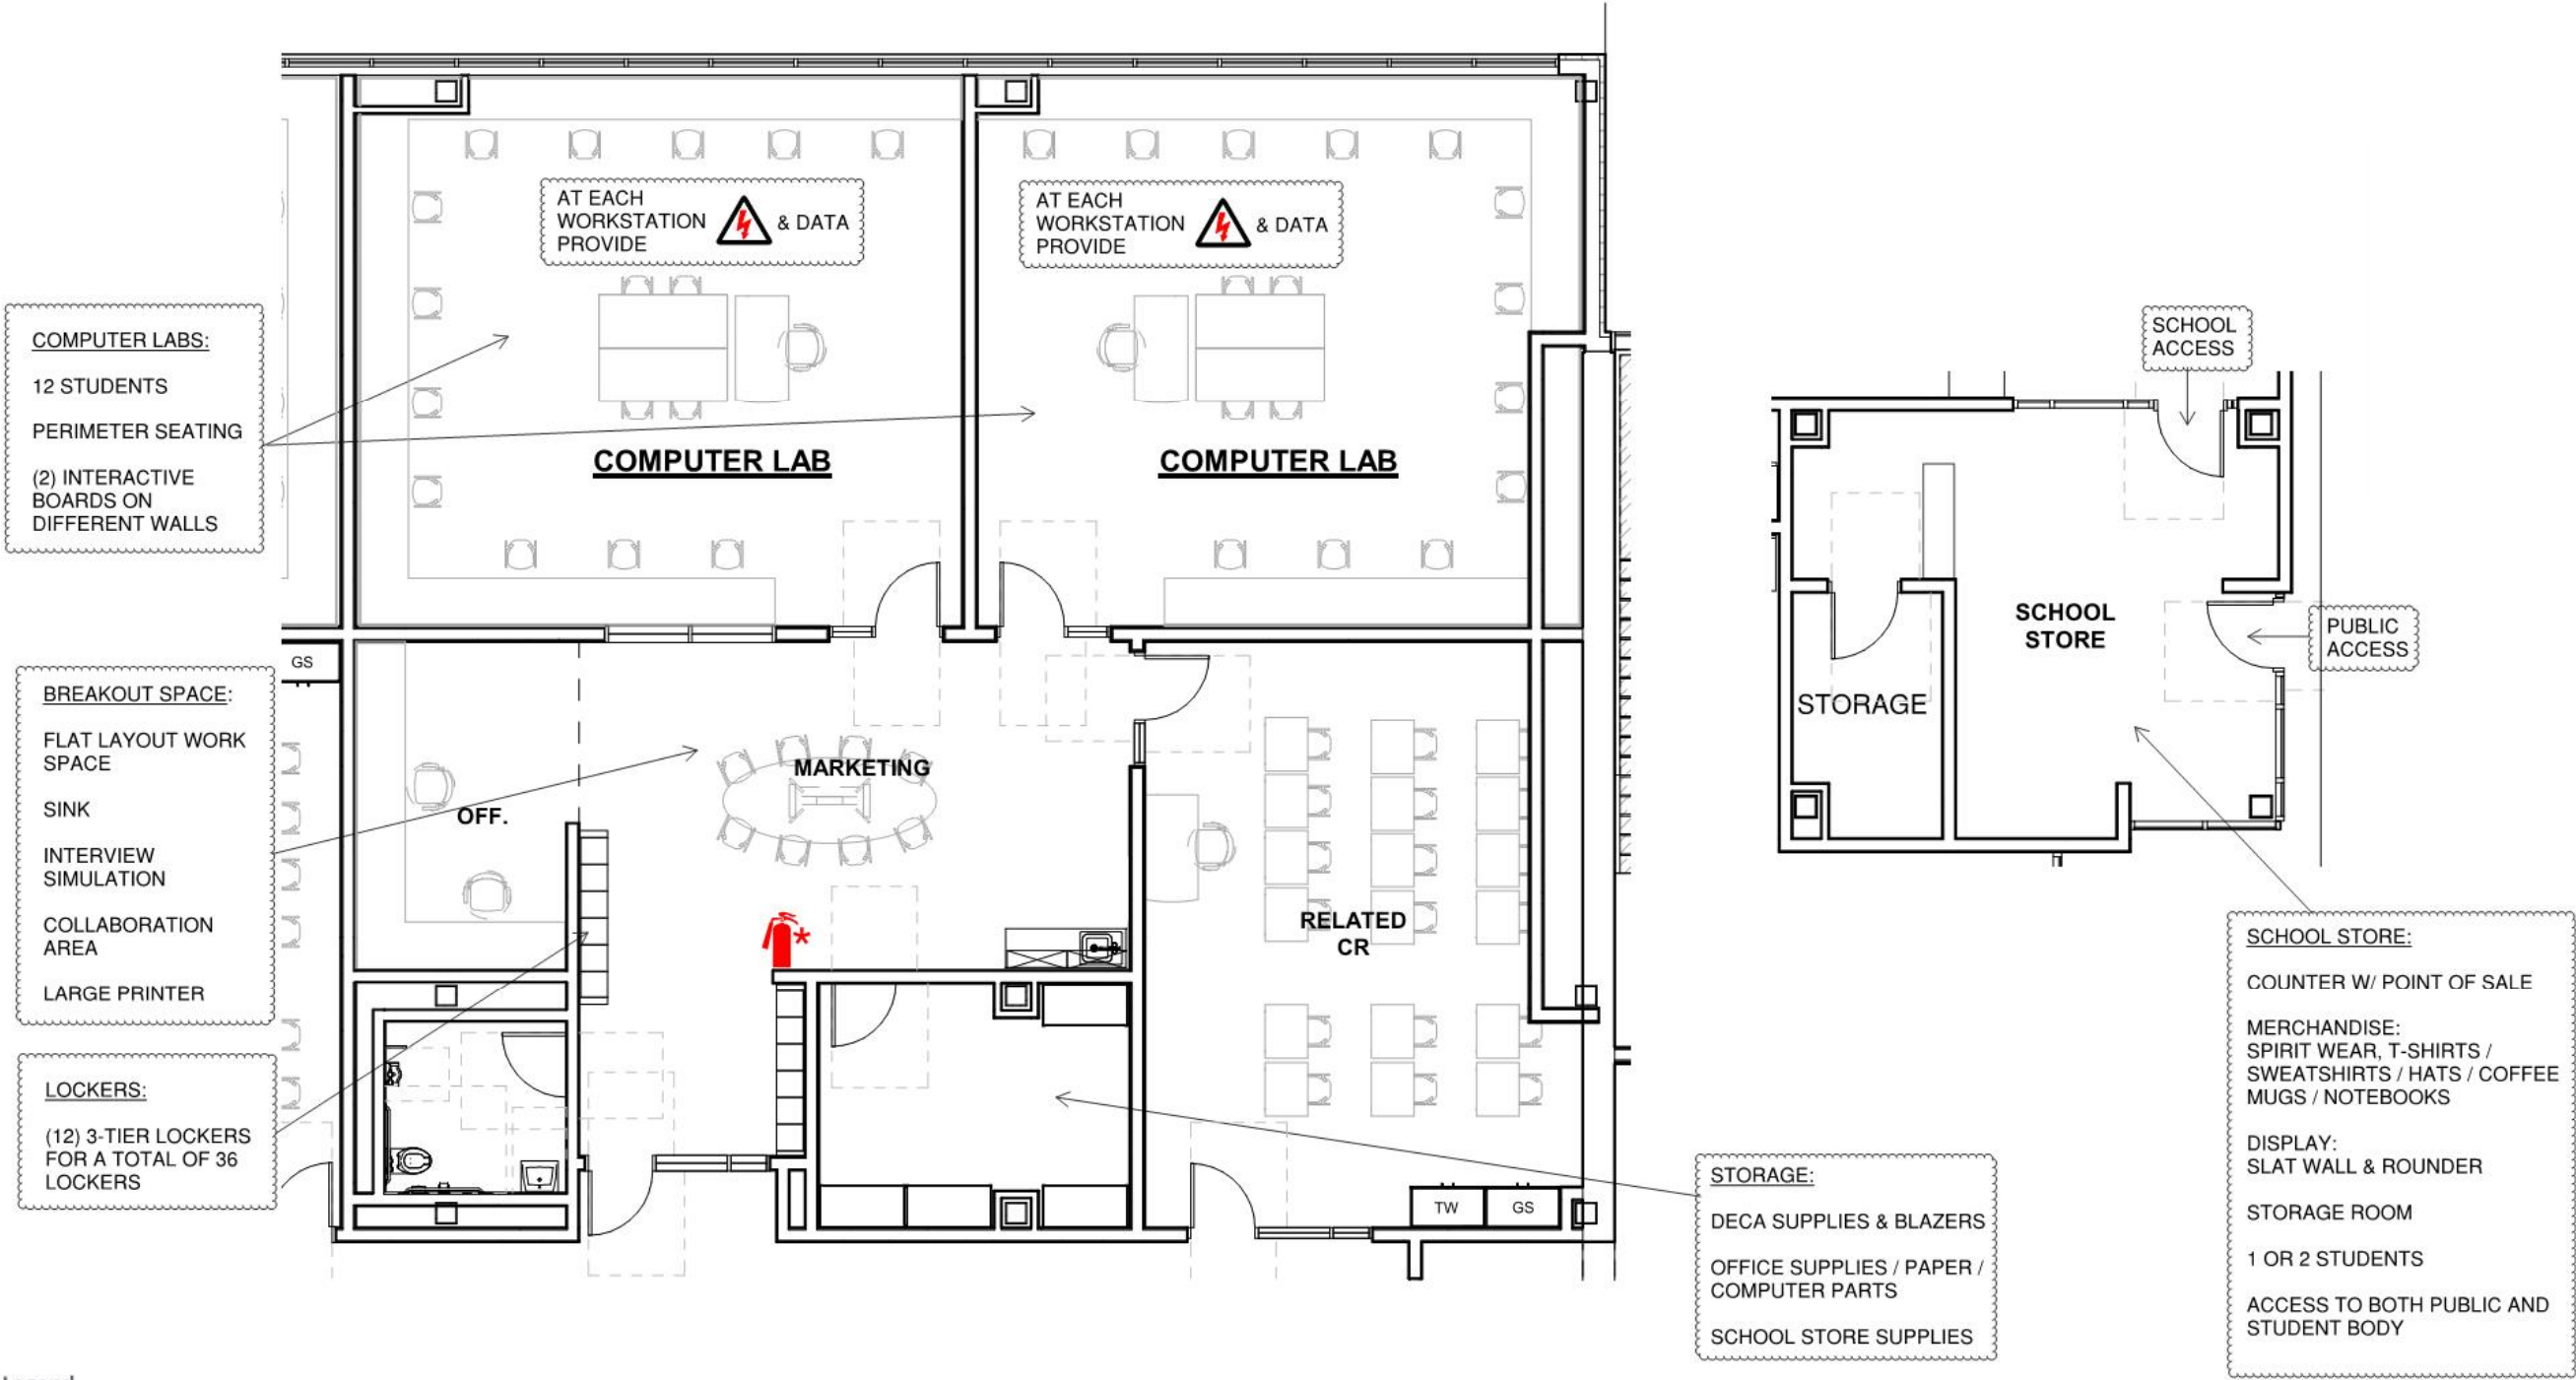 AT EACH
WORKSTATION
PROVIDE
& DATA
AT EACH
WORKSTATION
PROVIDE
& DATA
COMPUTER LABS:
12 STUDENTS
PERIMETER SEATING
(2) INTERACTIVE
BOARDS ON
DIFFERENT WALLS
COMPUTER LAB
COMPUTER LAB
SCHOOL
ACCESS
SCHOOL
STORE
PUBLIC
ACCESS
STORAGE
GS
BREAKOUT SPACE:
FLAT LAYOUT WORK
SPACE
SINK
INTERVIEW
SIMULATION
COLLABORATION
AREA
LARGE PRINTER
MARKETING
OFF.
*
RELATED
CR
LOCKERS:
(12) 3-TIER LOCKERS
FOR A TOTAL OF 36
LOCKERS
TW
GS
STORAGE:
DECA SUPPLIES & BLAZERS
OFFICE SUPPLIES / PAPER /
COMPUTER PARTS
SCHOOL STORE SUPPLIES
SCHOOL STORE:
COUNTER W/ POINT OF SALE
MERCHANDISE:
SPIRIT WEAR, T-SHIRTS /
SWEATSHIRTS / HATS / COFFEE
MUGS / NOTEBOOKS
DISPLAY:
SLAT WALL & ROUNDER
STORAGE ROOM
1 OR 2 STUDENTS
ACCESS TO BOTH PUBLIC AND
STUDENT BODY